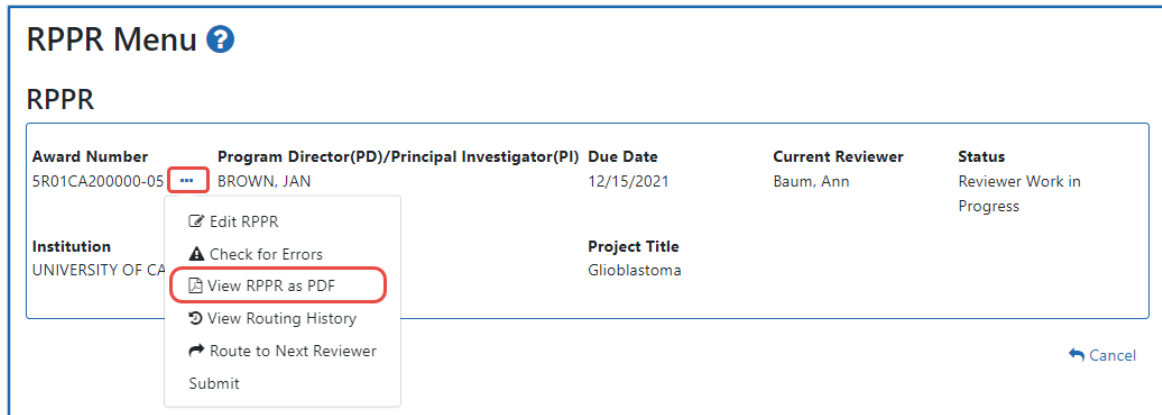 RPPR Menu ?
RPPR
Award Number Program Director(PD)/Principal Investigator(PI) Due Date Current Reviewer Status
5R01CA200000-05 ... BROWN, JAN 12/15/2021 Baum, Ann Reviewer Work in
Progress
Edit RPPR
Institution Check for Errors Project Title
UNIVERSITY OF CA Glioblastoma
View RPPR as PDF
View Routing History
Route to Next Reviewer
Cancel
Submit